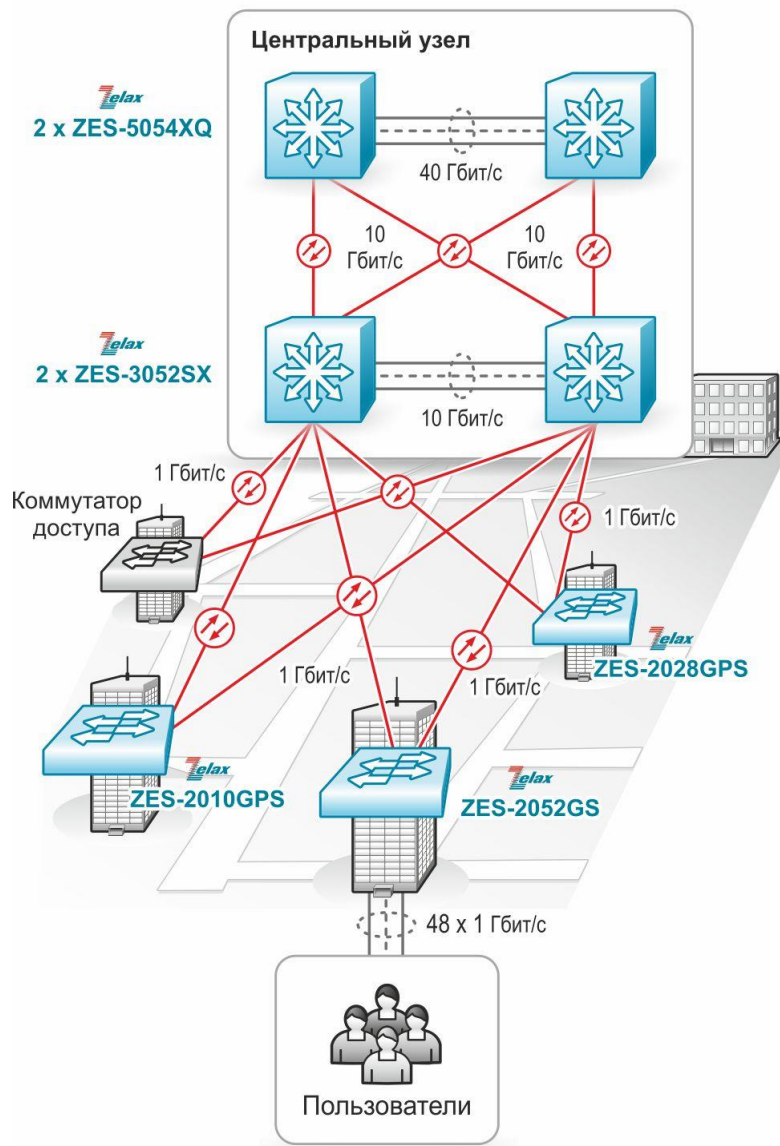 Центральный узел
Zelax
2 x ZES-5054XQ
40 Гбит/с
10
Гбит/с
10
Гбит/с
Zelax
2 x ZES-3052SX
10 Гбит/с
1 Гбит/с
Коммутатор
доступа
1 Гбит/с
Zelax
ZES-2028GPS
1 Гбит/с
1 Гбит/с
Zelax
ZES-2010GPS
Zelax
ZES-2052GS
48 x 1 Гбит/с
Пользователи